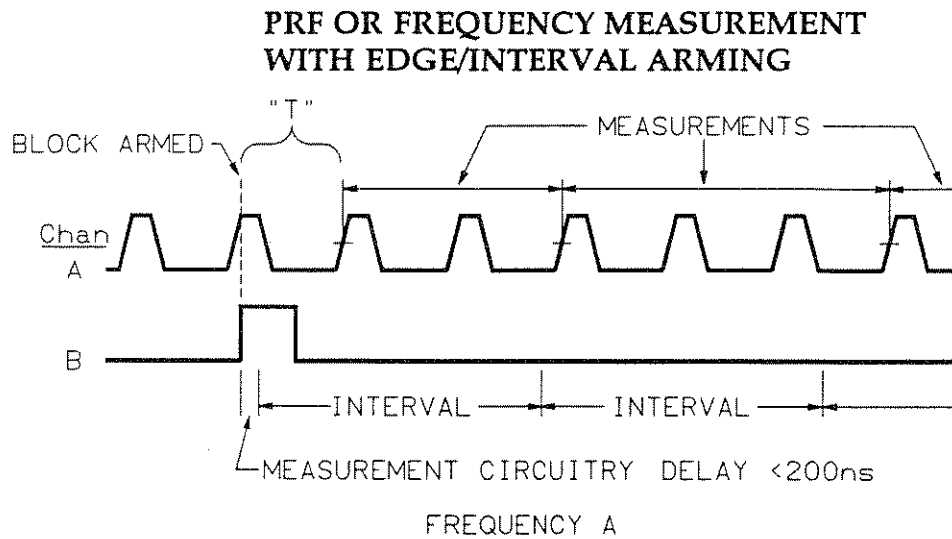 PRF OR FREQUENCY MEASUREMENT
WITH EDGE/INTERVAL ARMING
"T"
BLOCK ARMED
MEASUREMENTS
Chan
A
B
INTERVAL
INTERVAL
MEASUREMENT CIRCUITRY DELAY <200ns
FREQUENCY A